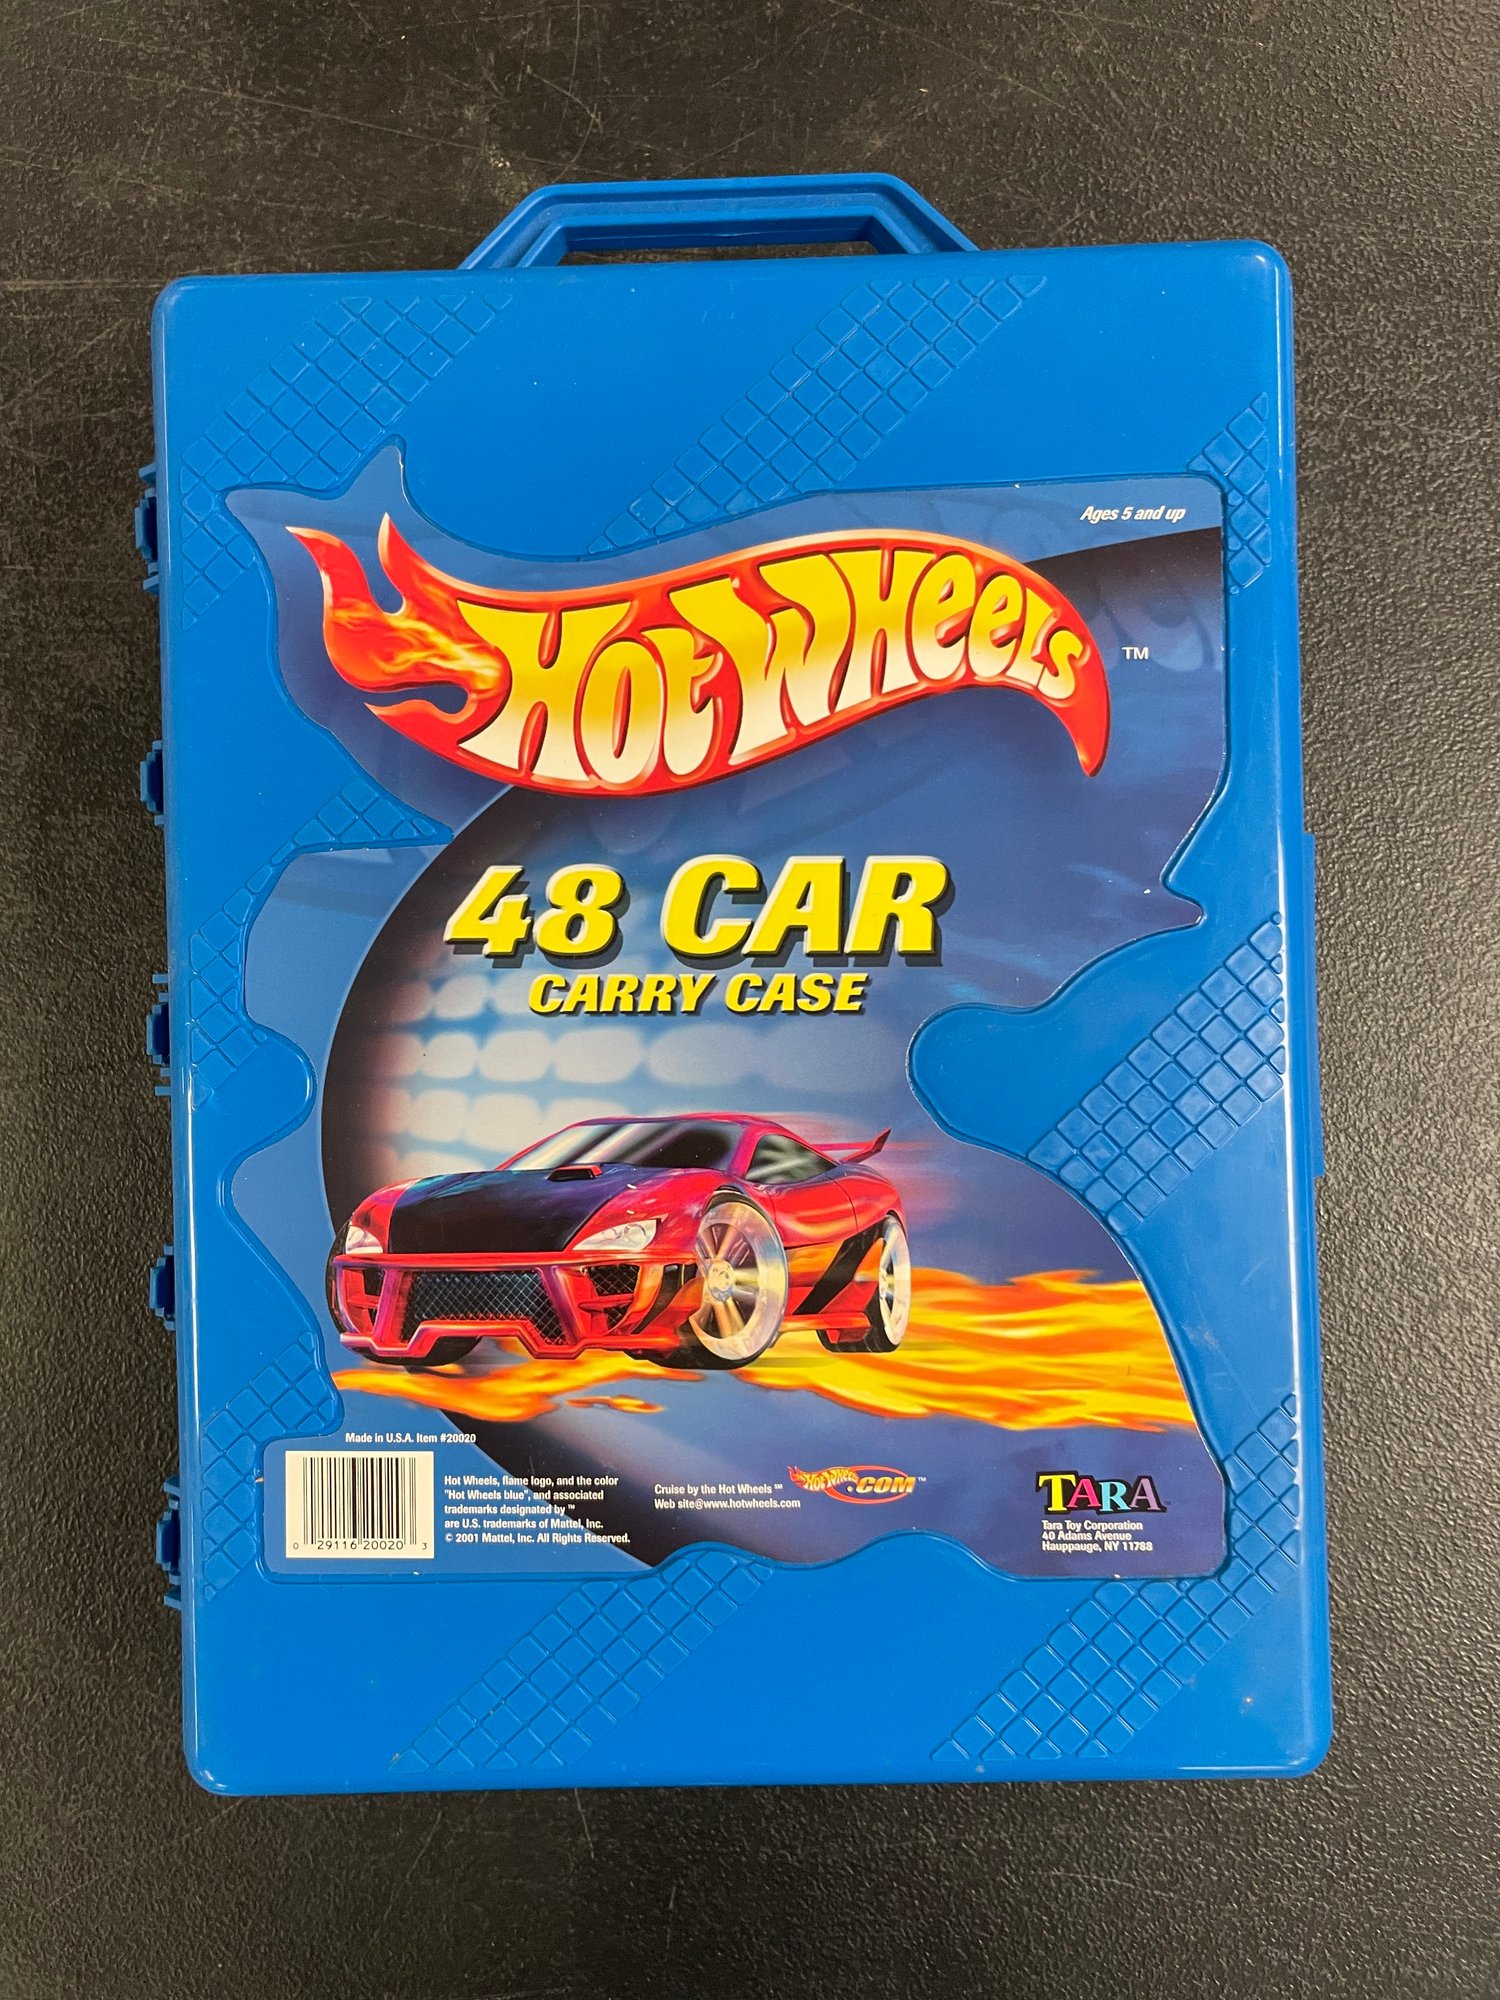 Ages 5 and up
HOT WHEELS
TM
48 CAR
CARRY CASE
Made in U.S.A. Item #20020
0 29116 20020 3
Hot Wheels, flame logo, and the color
"Hot Wheels blue", and associated
trademarks designated by ™
are U.S. trademarks of Mattel, Inc.
© 2001 Mattel, Inc. All Rights Reserved.
Cruise by the Hot Wheels ℠
Web site@www.hotwheels.com
HOT WHEELS.COM™
TARA
Tara Toy Corporation
40 Adams Avenue
Hauppauge, NY 11788